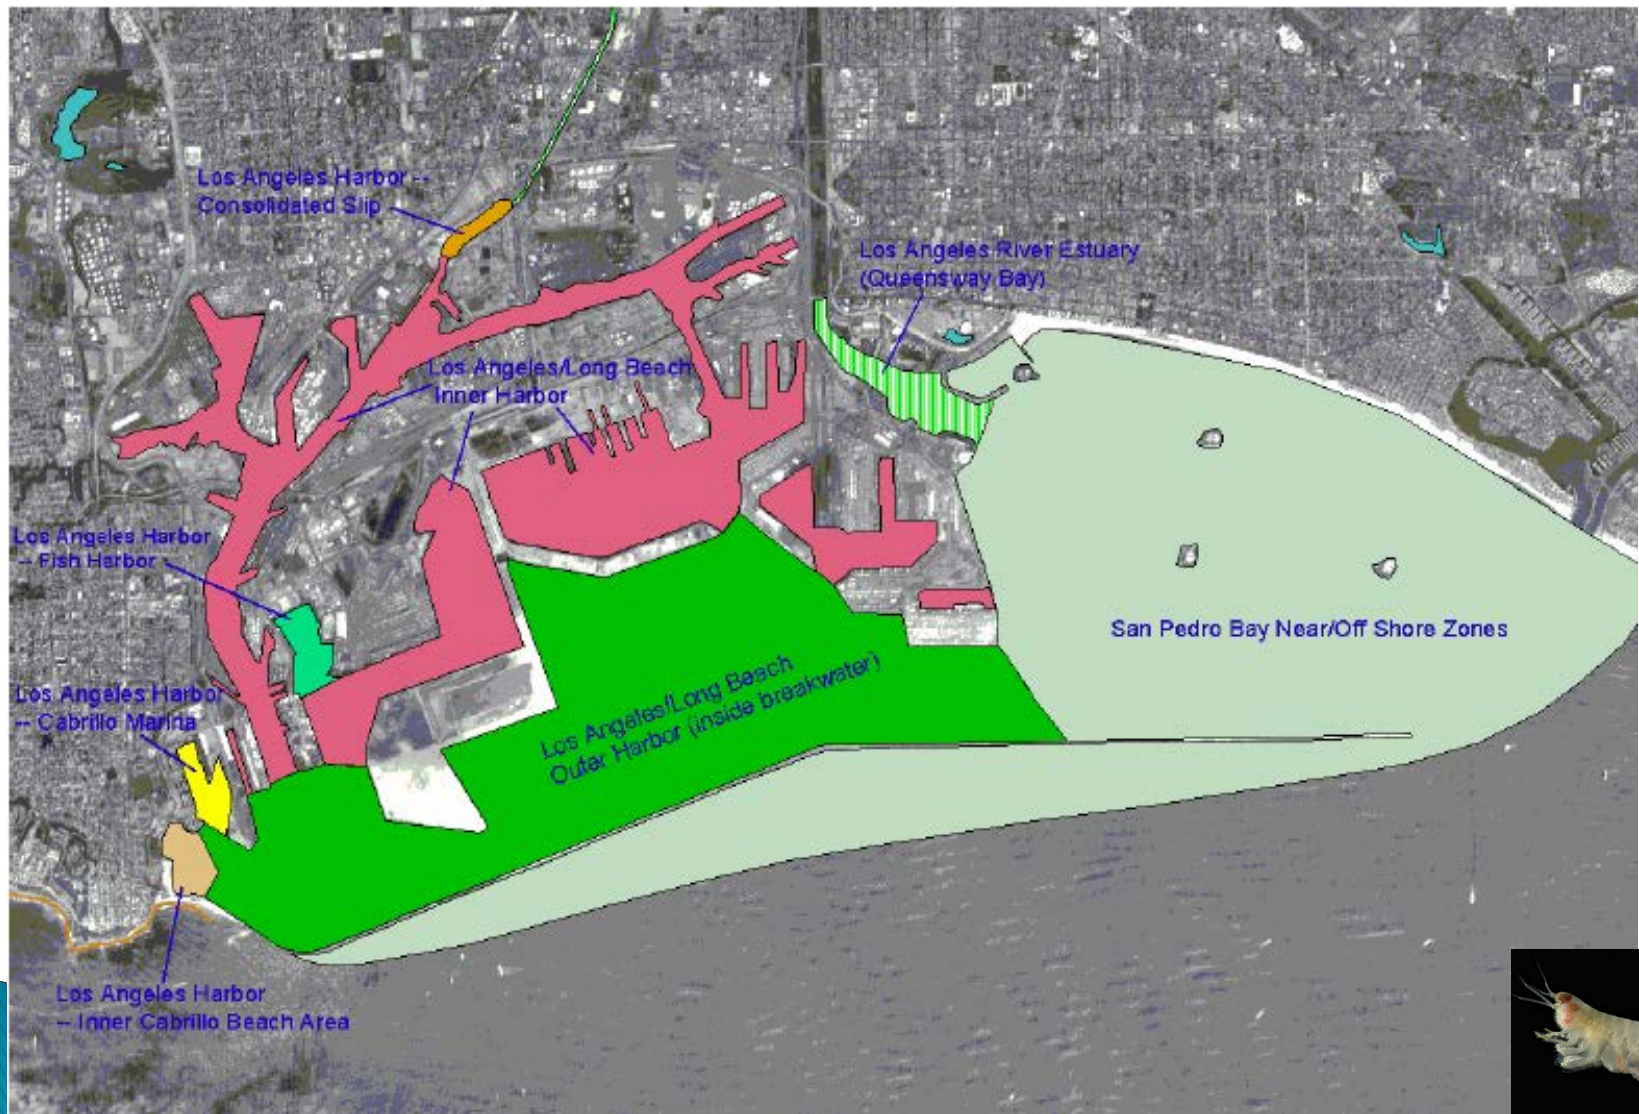 Los Angeles Harbor --
Consolidated Slip
Los Angeles River Estuary
(Queensway Bay)
Los Angeles/Long Beach
Inner Harbor
Los Angeles Harbor
-- Fish Harbor
San Pedro Bay Near/Off Shore Zones
Los Angeles/Long Beach
Outer Harbor (inside breakwater)
Los Angeles Harbor
-- Cabrillo Marina
Los Angeles Harbor
-- Inner Cabrillo Beach Area